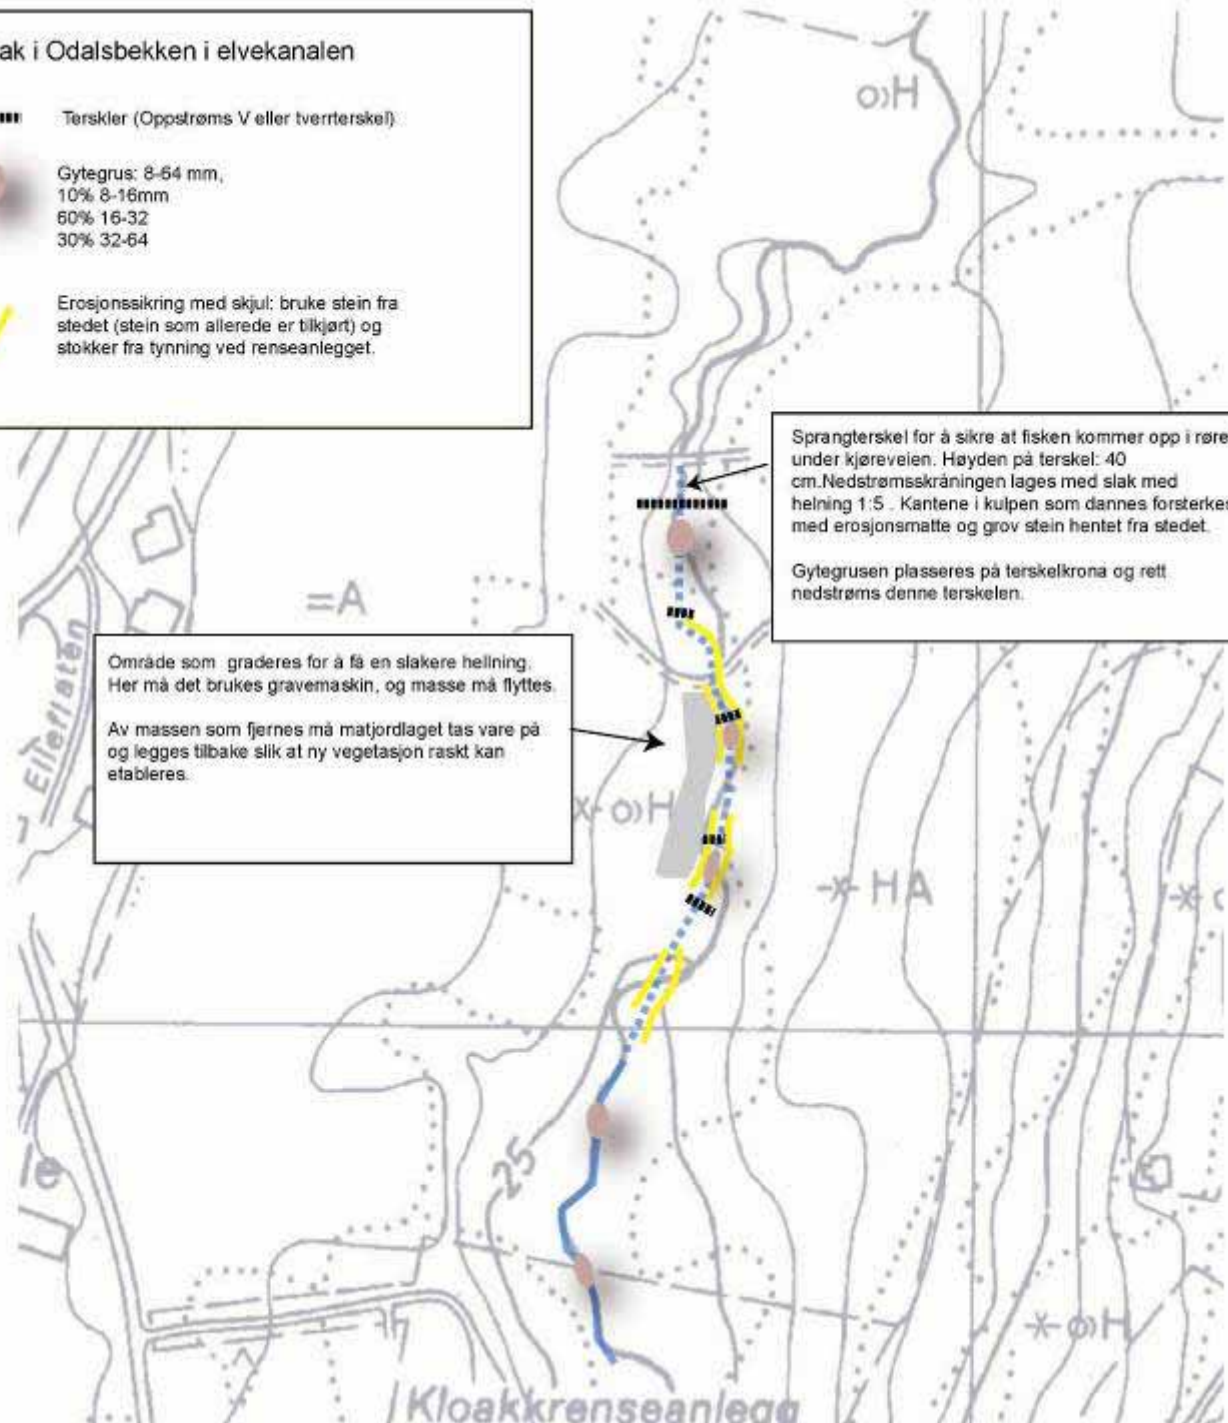 ak i Odalsbekken i elvekanalen
Terskler (Oppstrøms V eller tverrterskel)
Gytegrus: 8-64 mm,
10% 8-16mm
60% 16-32
30% 32-64
Erosjonssikring med skjul: bruke stein fra
stedet (stein som allerede er tilkjørt) og
stokker fra tynning ved renseanlegget.
o)H
Sprangterskel for å sikre at fisken kommer opp i røre
under kjøreveien. Høyden på terskel: 40
cm.Nedstrømsskråningen lages med slak med
helning 1:5 . Kantene i kulpen som dannes forsterkes
med erosjonsmatte og grov stein hentet fra stedet.
Gytegrusen plasseres på terskelkrona og rett
nedstrøms denne terskelen.
=A
Elleflaten
Område som graderes for å få en slakere hellning.
Her må det brukes gravemaskin, og masse må flyttes.
Av massen som fjernes må matjordlaget tas vare på
og legges tilbake slik at ny vegetasjon raskt kan
etableres.
x-o)H
-x-HA
-x-
le
25
-x-o)H
Kloakkrenseanlegg